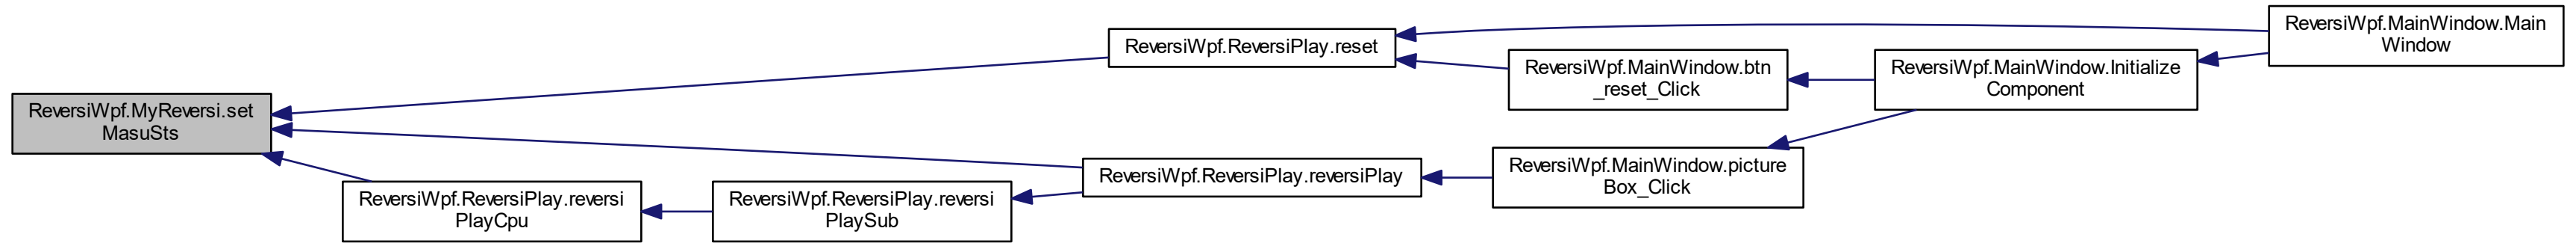 ReversiWpf.MyReversi.set
MasuSts
ReversiWpf.ReversiPlay.reset
ReversiWpf.MainWindow.Main
Window
ReversiWpf.MainWindow.btn
_reset_Click
ReversiWpf.MainWindow.Initialize
Component
ReversiWpf.ReversiPlay.reversiPlay
ReversiWpf.MainWindow.picture
Box_Click
ReversiWpf.ReversiPlay.reversi
PlayCpu
ReversiWpf.ReversiPlay.reversi
PlaySub